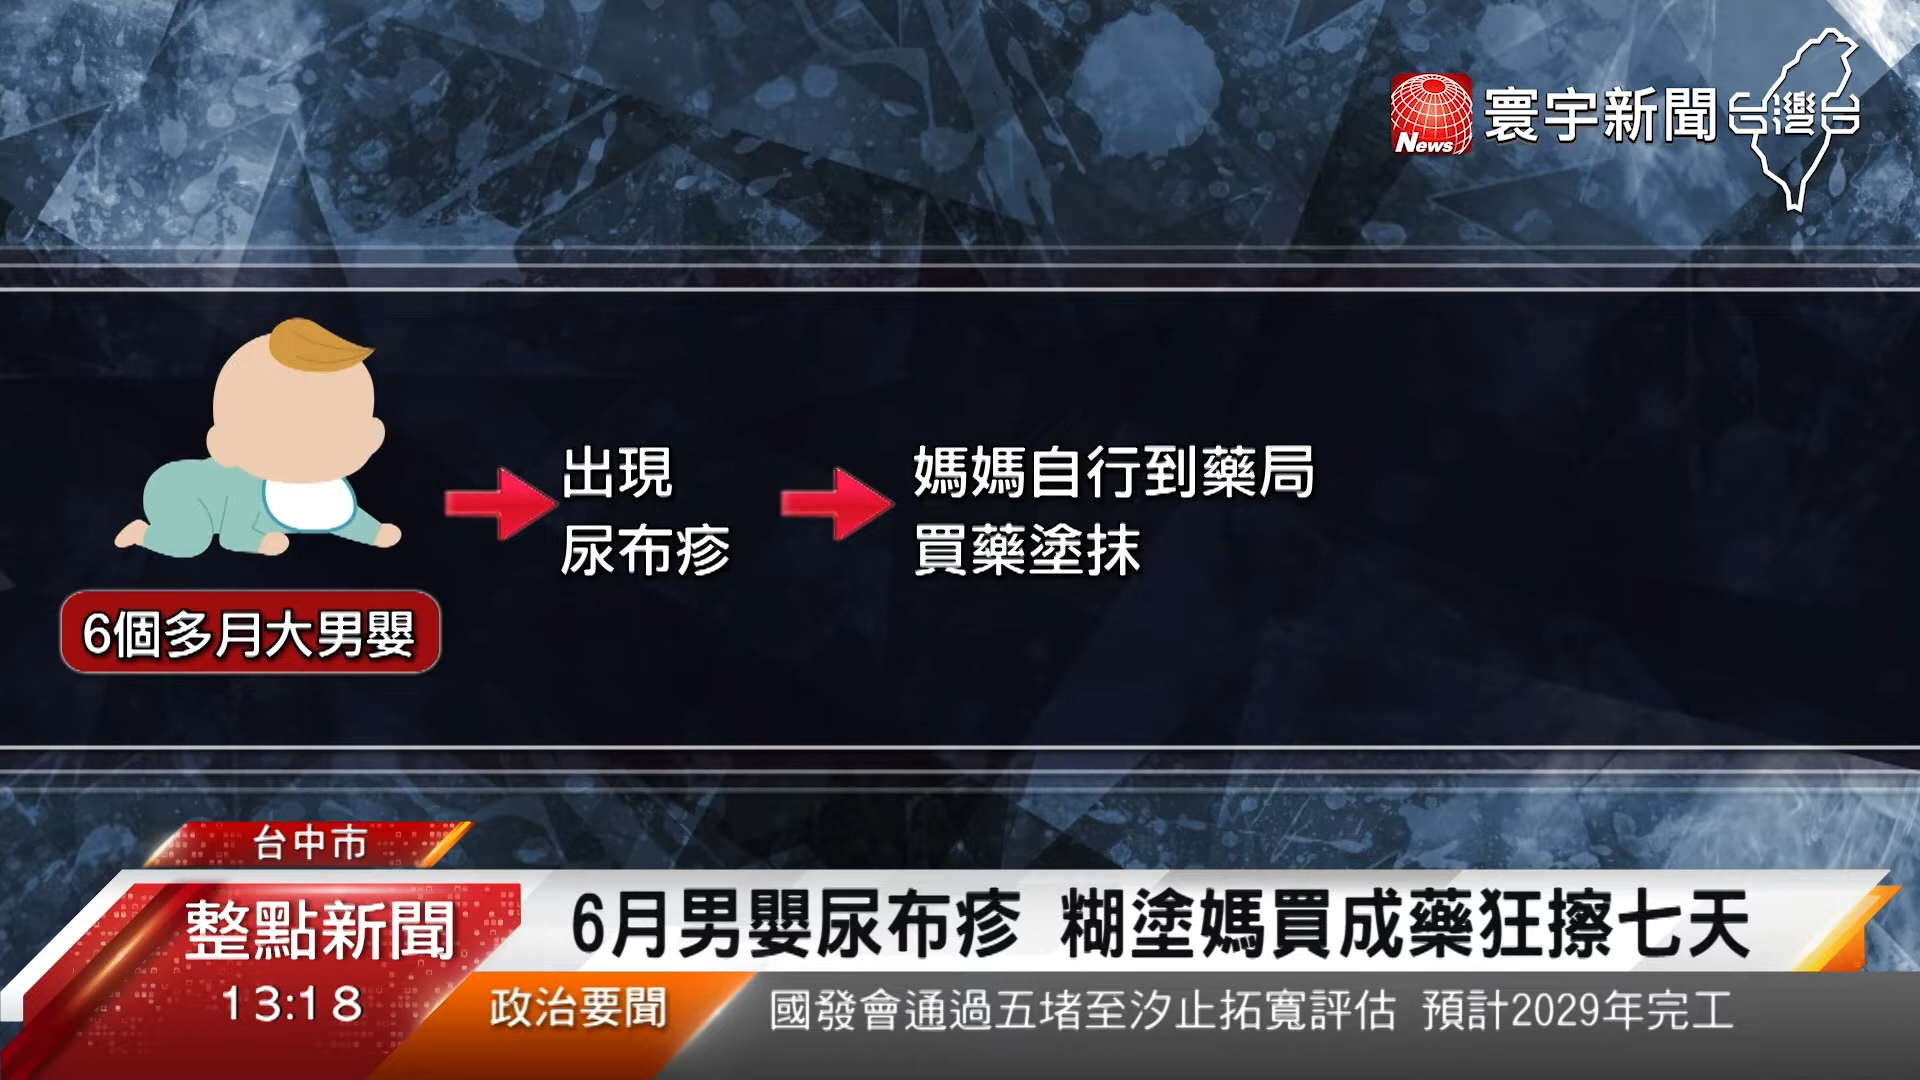 News 寰宇新聞 台灣台
出現
尿布疹
媽媽自行到藥局
買藥塗抹
6個多月大男嬰
台中市
整點新聞
6月男嬰尿布疹 糊塗媽買成藥狂擦七天
13:18
政治要聞
國發會通過五堵至汐止拓寬評估 預計2029年完工